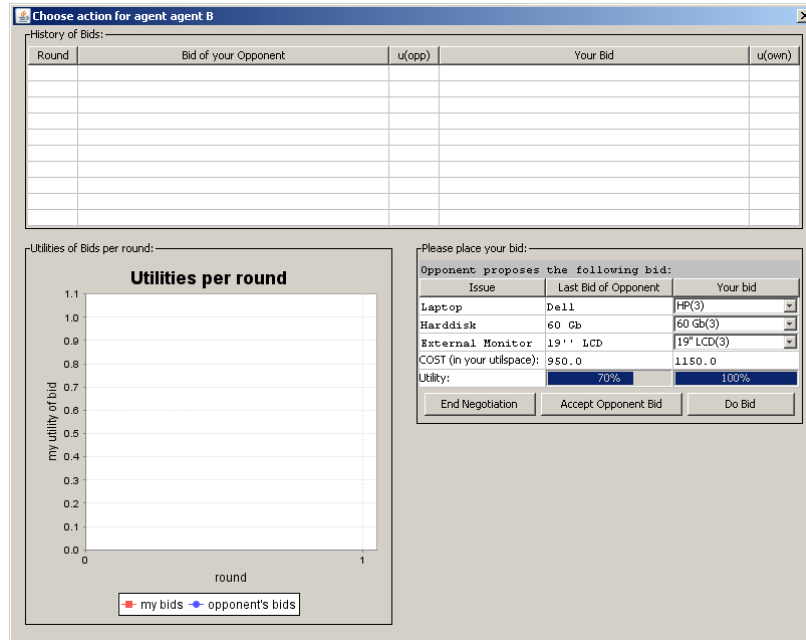 Choose action for agent agent B
History of Bids:
Round Bid of your Opponent u(opp) Your Bid u(own)
Utilities of Bids per round:
Utilities per round
1.1
1.0
0.9
0.8
0.7
0.6
0.5
0.4
0.3
0.2
0.1
0.0
my utility of bid
0 1
round
my bids opponent's bids
Please place your bid:
Opponent proposes the following bid:
Issue Last Bid of Opponent Your bid
Laptop Dell HP(3)
Harddisk 60 Gb 60 Gb(3)
External Monitor 19'' LCD 19" LCD(3)
COST (in your utilspace): 950.0 1150.0
Utility: 70% 100%
End Negotiation Accept Opponent Bid Do Bid